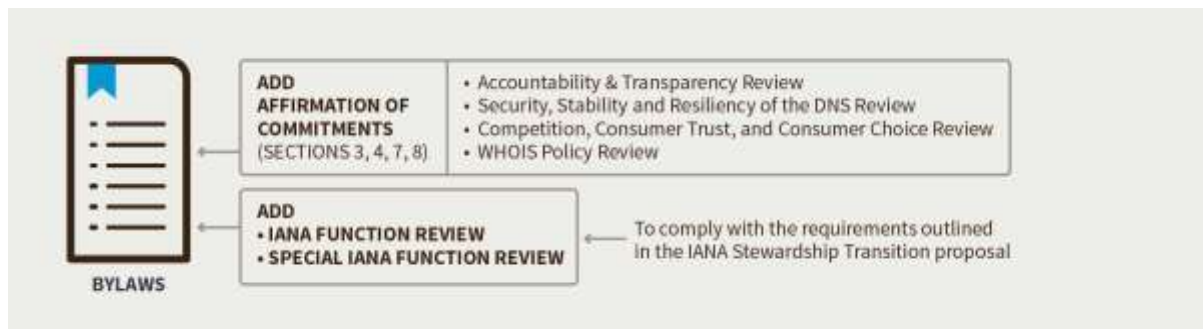 ADD
AFFIRMATION OF
COMMITMENTS
(SECTIONS 3, 4, 7, 8)
• Accountability & Transparency Review
• Security, Stability and Resiliency of the DNS Review
• Competition, Consumer Trust, and Consumer Choice Review
• WHOIS Policy Review
ADD
• IANA FUNCTION REVIEW
• SPECIAL IANA FUNCTION REVIEW
To comply with the requirements outlined
in the IANA Stewardship Transition proposal
BYLAWS